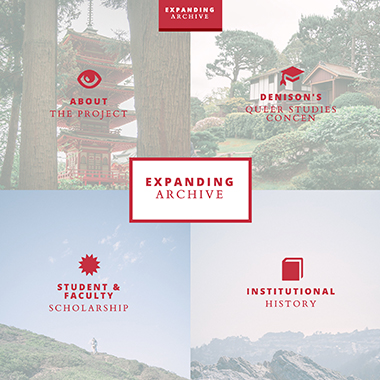 EXPANDING
ARCHIVE
ABOUT
THE PROJECT
DENISON'S
QUEER STUDIES
CONCEN
EXPANDING
ARCHIVE
STUDENT &
FACULTY
SCHOLARSHIP
INSTITUTIONAL
HISTORY